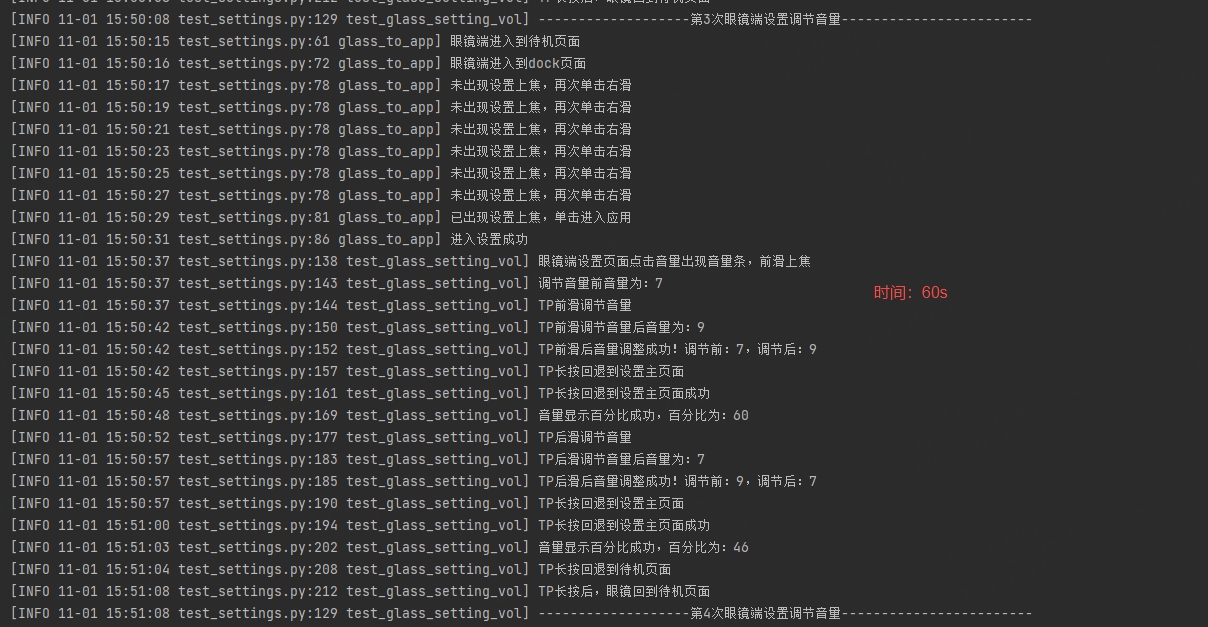 [INFO 11-01 15:50:08 test_settings.py:129 test_glass_setting_vol] -------------------第3次眼镜端设置调节音量------------------------
[INFO 11-01 15:50:15 test_settings.py:61 glass_to_app] 眼镜端进入到待机页面
[INFO 11-01 15:50:16 test_settings.py:72 glass_to_app] 眼镜端进入到dock页面
[INFO 11-01 15:50:17 test_settings.py:78 glass_to_app] 未出现设置上焦，再次单击右滑
[INFO 11-01 15:50:19 test_settings.py:78 glass_to_app] 未出现设置上焦，再次单击右滑
[INFO 11-01 15:50:21 test_settings.py:78 glass_to_app] 未出现设置上焦，再次单击右滑
[INFO 11-01 15:50:23 test_settings.py:78 glass_to_app] 未出现设置上焦，再次单击右滑
[INFO 11-01 15:50:25 test_settings.py:78 glass_to_app] 未出现设置上焦，再次单击右滑
[INFO 11-01 15:50:27 test_settings.py:78 glass_to_app] 未出现设置上焦，再次单击右滑
[INFO 11-01 15:50:29 test_settings.py:81 glass_to_app] 已出现设置上焦，单击进入应用
[INFO 11-01 15:50:31 test_settings.py:86 glass_to_app] 进入设置成功
[INFO 11-01 15:50:37 test_settings.py:138 test_glass_setting_vol] 眼镜端设置页面点击音量出现音量条，前滑上焦
[INFO 11-01 15:50:37 test_settings.py:143 test_glass_setting_vol] 调节音量前音量为：7
时间：60s
[INFO 11-01 15:50:37 test_settings.py:144 test_glass_setting_vol] TP前滑调节音量
[INFO 11-01 15:50:42 test_settings.py:150 test_glass_setting_vol] TP前滑调节音量后音量为：9
[INFO 11-01 15:50:42 test_settings.py:152 test_glass_setting_vol] TP前滑后音量调整成功！调节前：7，调节后：9
[INFO 11-01 15:50:42 test_settings.py:157 test_glass_setting_vol] TP长按回退到设置主页面
[INFO 11-01 15:50:45 test_settings.py:161 test_glass_setting_vol] TP长按回退到设置主页面成功
[INFO 11-01 15:50:48 test_settings.py:169 test_glass_setting_vol] 音量显示百分比成功，百分比为：60
[INFO 11-01 15:50:52 test_settings.py:177 test_glass_setting_vol] TP后滑调节音量
[INFO 11-01 15:50:57 test_settings.py:183 test_glass_setting_vol] TP后滑调节音量后音量为：7
[INFO 11-01 15:50:57 test_settings.py:185 test_glass_setting_vol] TP后滑后音量调整成功！调节前：9，调节后：7
[INFO 11-01 15:50:57 test_settings.py:190 test_glass_setting_vol] TP长按回退到设置主页面
[INFO 11-01 15:51:00 test_settings.py:194 test_glass_setting_vol] TP长按回退到设置主页面成功
[INFO 11-01 15:51:03 test_settings.py:202 test_glass_setting_vol] 音量显示百分比成功，百分比为：46
[INFO 11-01 15:51:04 test_settings.py:208 test_glass_setting_vol] TP长按回退到待机页面
[INFO 11-01 15:51:08 test_settings.py:212 test_glass_setting_vol] TP长按后，眼镜回到待机页面
[INFO 11-01 15:51:08 test_settings.py:129 test_glass_setting_vol] -------------------第4次眼镜端设置调节音量------------------------